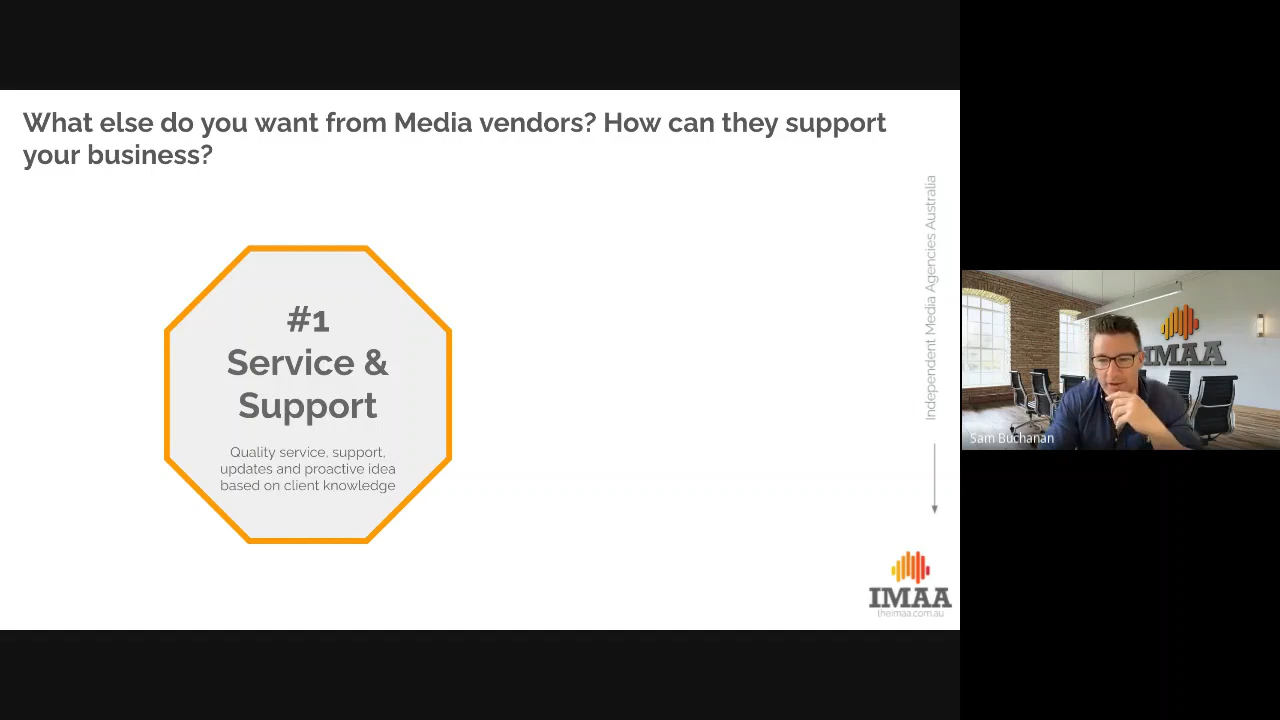 What else do you want from Media vendors? How can they support
your business?
#1
Service &
Support
Quality service, support,
updates and proactive idea
based on client knowledge
Independent Media Agencies Australia
IMAA
theimaa.com.au
IMAA
Sam Buchanan